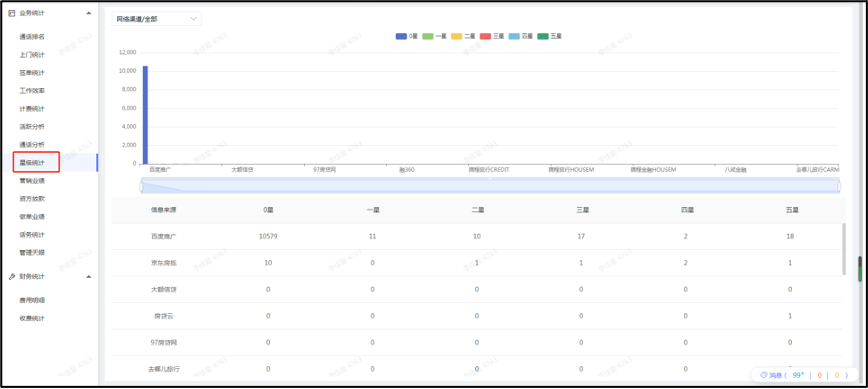 业务统计
网络渠道/全部
通话排名
上门统计
签单统计
工作效率
计费统计
活跃分析
通话分析
星级统计
营销业绩
资方放款
做单业绩
话务统计
管理天眼
财务统计
费用明细
收费统计
0星 一星 二星 三星 四星 五星
12,000
10,000
8,000
6,000
4,000
2,000
0
百度推广 大额信贷 97房贷网 融360 携程旅行CREDIT 携程旅行HOUSEM 携程金融HOUSEM 八戒金融 去哪儿旅行CARM
信息来源 0星 一星 二星 三星 四星 五星
百度推广 10579 11 10 17 2 18
京东房抵 10 0 1 1 2 1
大额信贷 0 0 0 0 0 0
房贷云 0 0 0 0 0 1
97房贷网 0 0 0 0 0 0
去哪儿旅行 0 0 0 0
消息 ( 99+ | 0 | 0 )